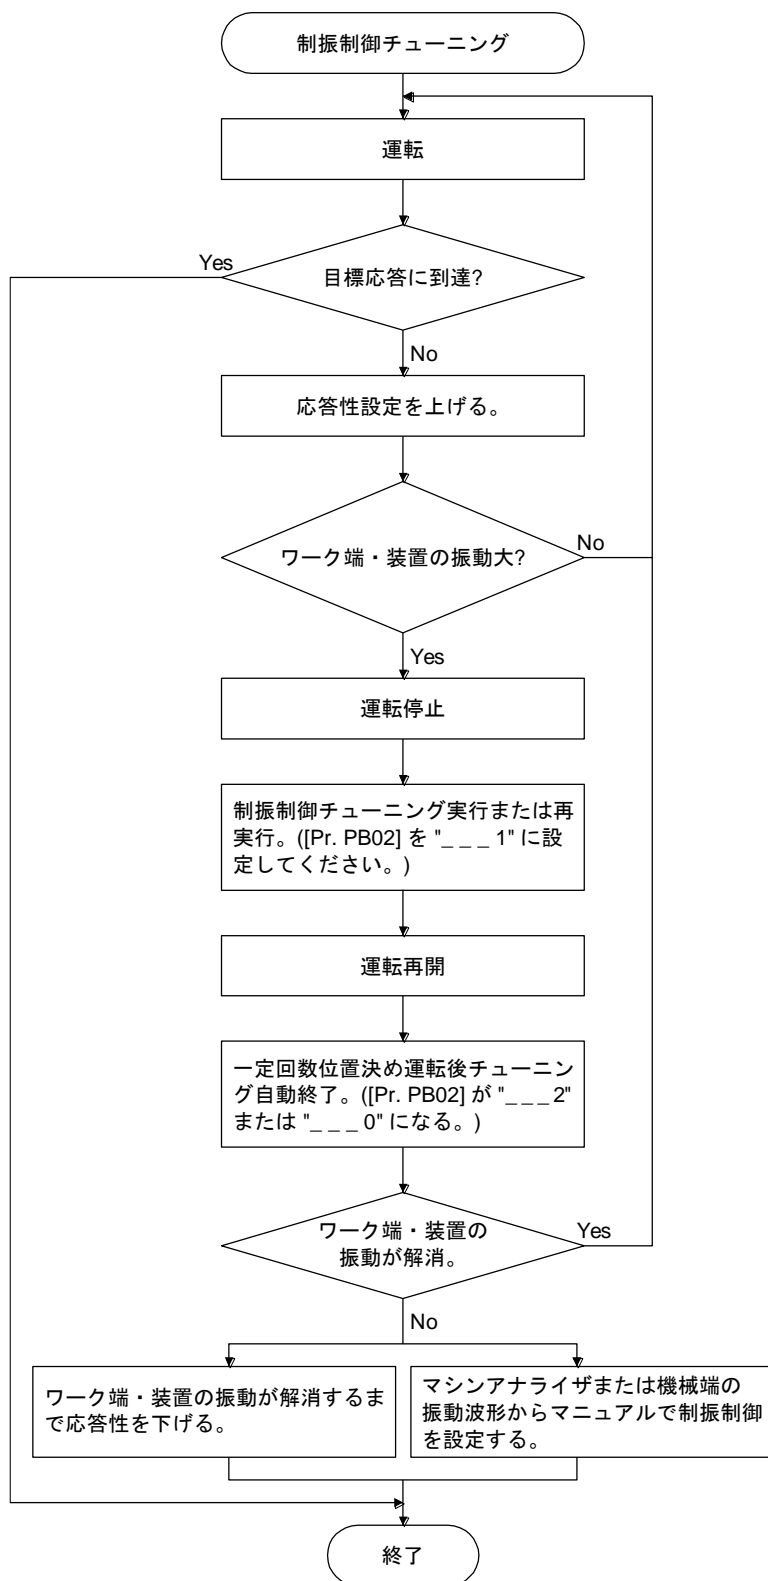 制振制御チューニング
運転
Yes
目標応答に到達?
No
応答性設定を上げる。
ワーク端・装置の振動大?
No
Yes
運転停止
制振制御チューニング実行または再
実行。([Pr. PB02] を "_ _ _ 1" に設
定してください。)
運転再開
一定回数位置決め運転後チューニン
グ自動終了。([Pr. PB02] が "_ _ _ 2"
または "_ _ _ 0" になる。)
ワーク端・装置の
振動が解消。
Yes
No
ワーク端・装置の振動が解消するま
で応答性を下げる。
マシンアナライザまたは機械端の
振動波形からマニュアルで制振制御
を設定する。
終了